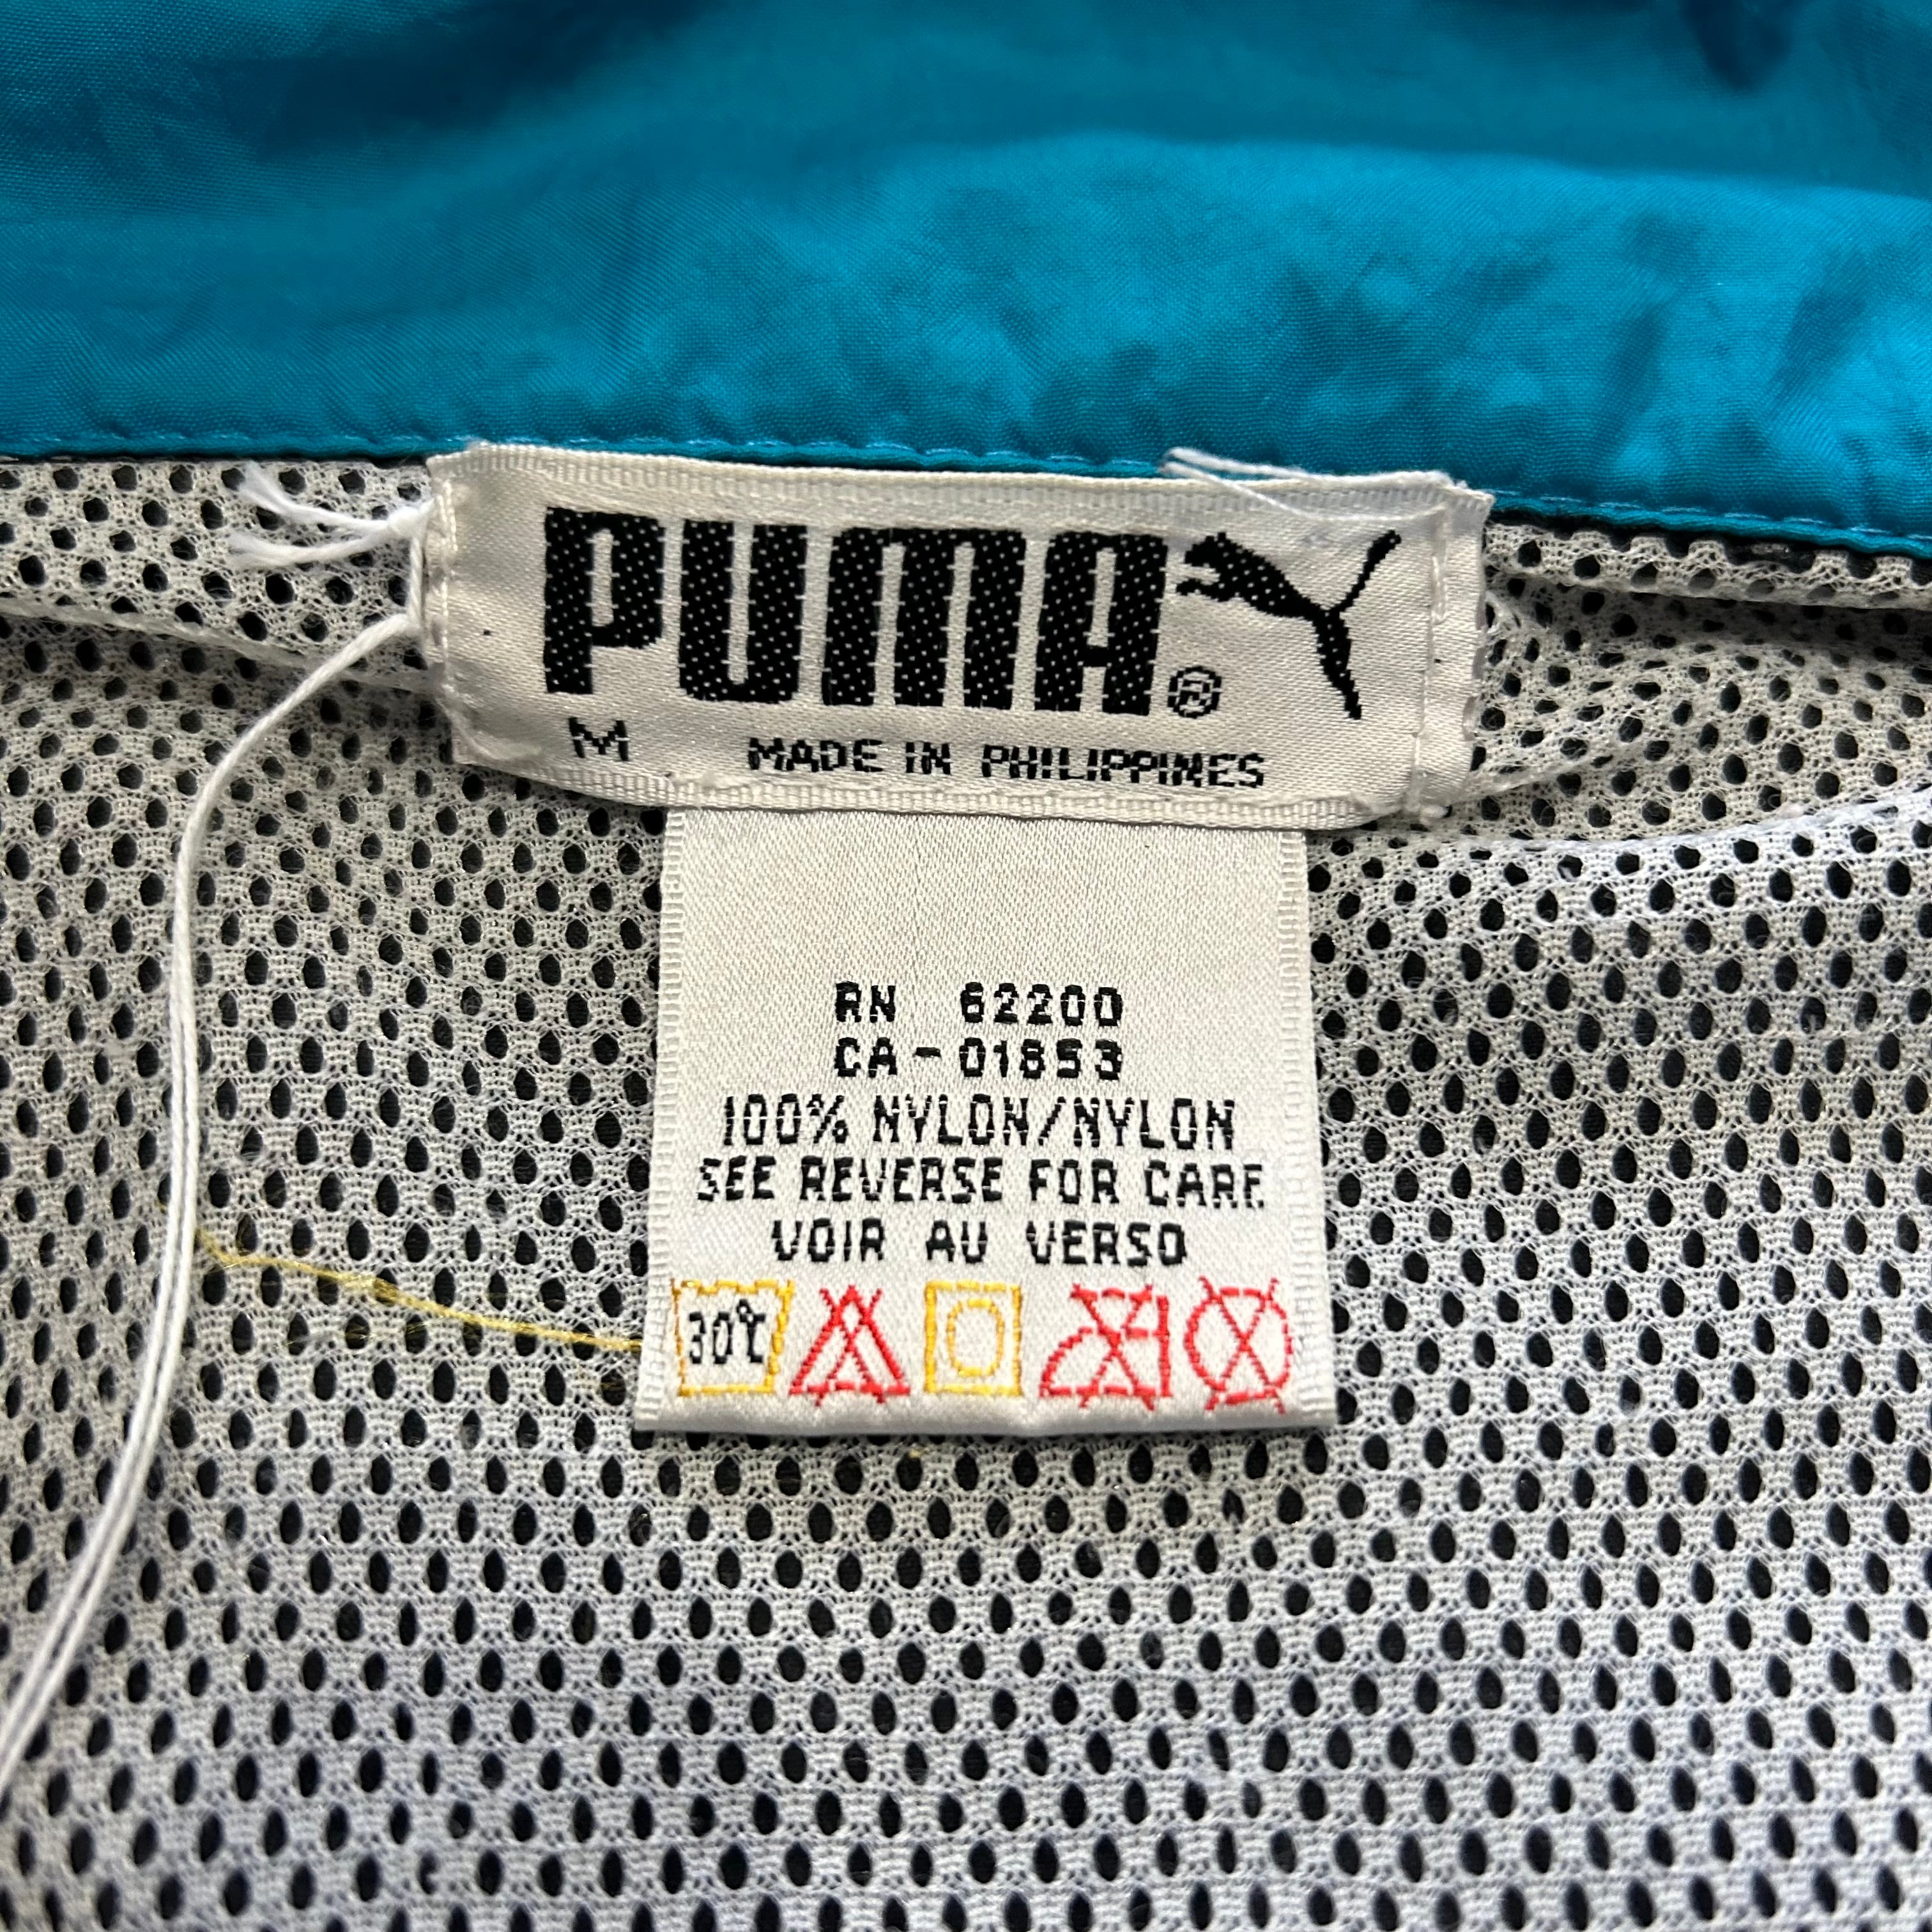 PUMA®
M MADE IN PHILIPPINES
RN 62200
CA-01853
100% NYLON/NYLON
SEE REVERSE FOR CARE
VOIR AU VERSO
30℃